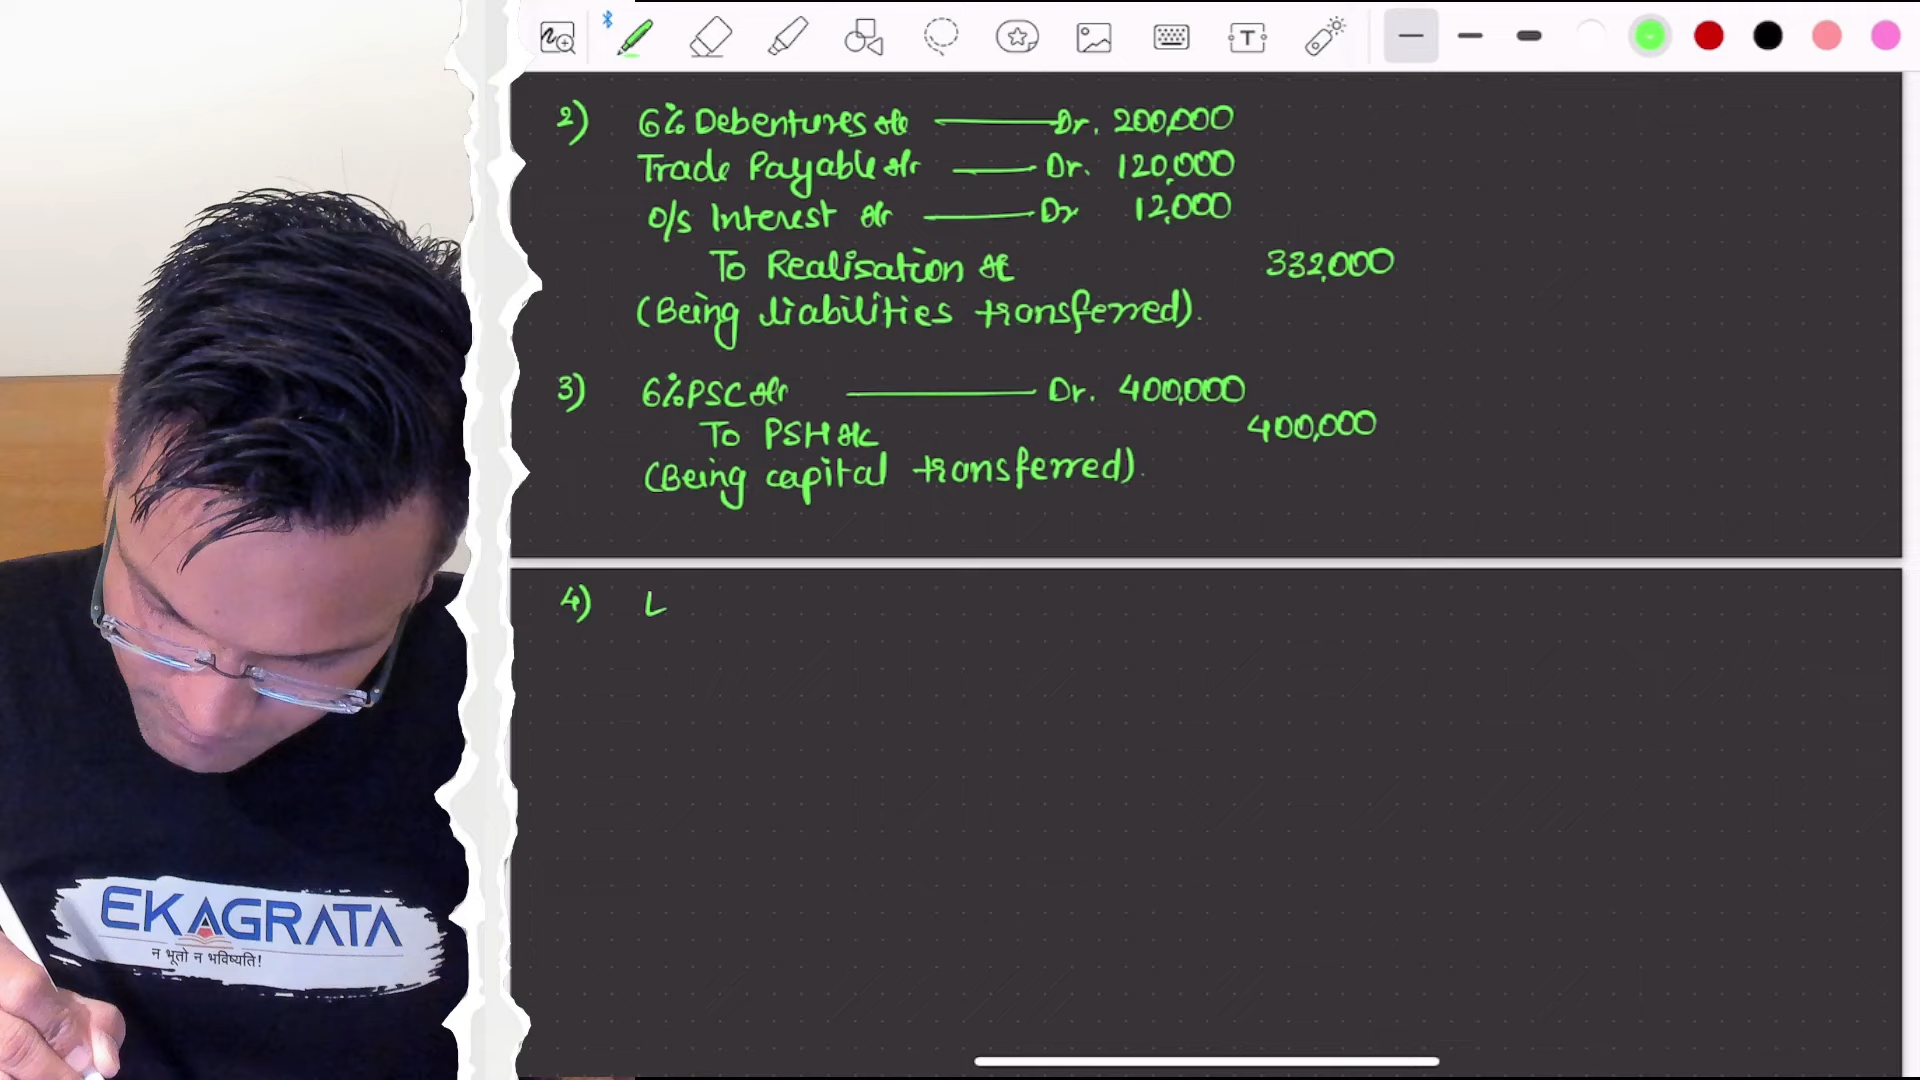 2) 6% Debentures a/c Dr. 200,000
Trade Payable a/c Dr. 120,000
O/s Interest a/c Dr 12,000
To Realisation a/c 332,000
(Being liabilities transferred).
3) 6% PSC a/c Dr. 400,000
To PSH a/c 400,000
(Being capital transferred).
4) L
T
EKAGRATA
न भूतो न भविष्यति!